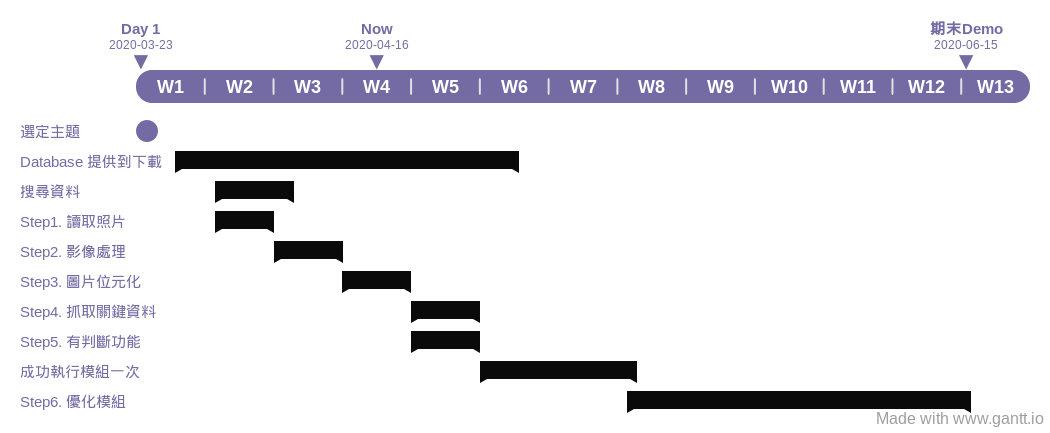 Day 1
2020-03-23
Now
2020-04-16
期末Demo
2020-06-15
W1 W2 W3 W4 W5 W6 W7 W8 W9 W10 W11 W12 W13
選定主題
Database 提供到下載
搜尋資料
Step1. 讀取照片
Step2. 影像處理
Step3. 圖片位元化
Step4. 抓取關鍵資料
Step5. 有判斷功能
成功執行模組一次
Step6. 優化模組
Made with www.gantt.io